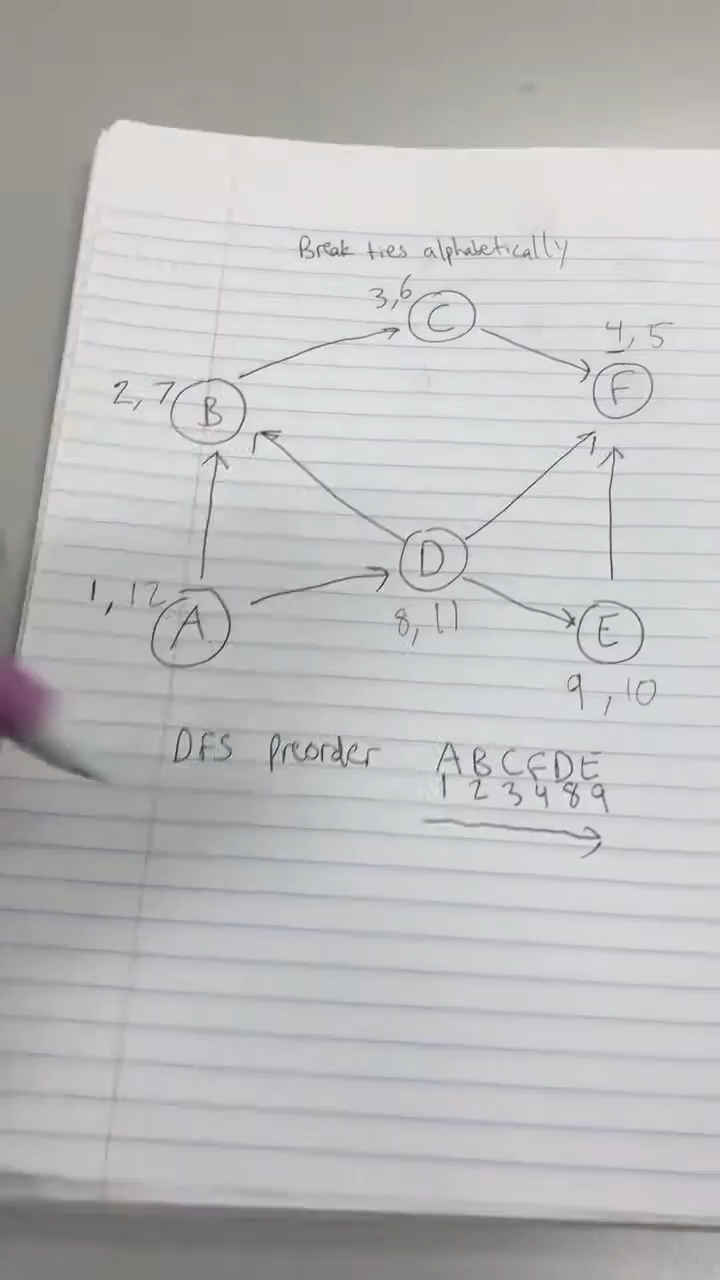 Break ties alphabetically
3,6
C
4, 5
F
2, 7
B
D
1, 12
A
8, 11
E
9, 10
DFS preorder ABCFDE
1 2 3 4 8 9